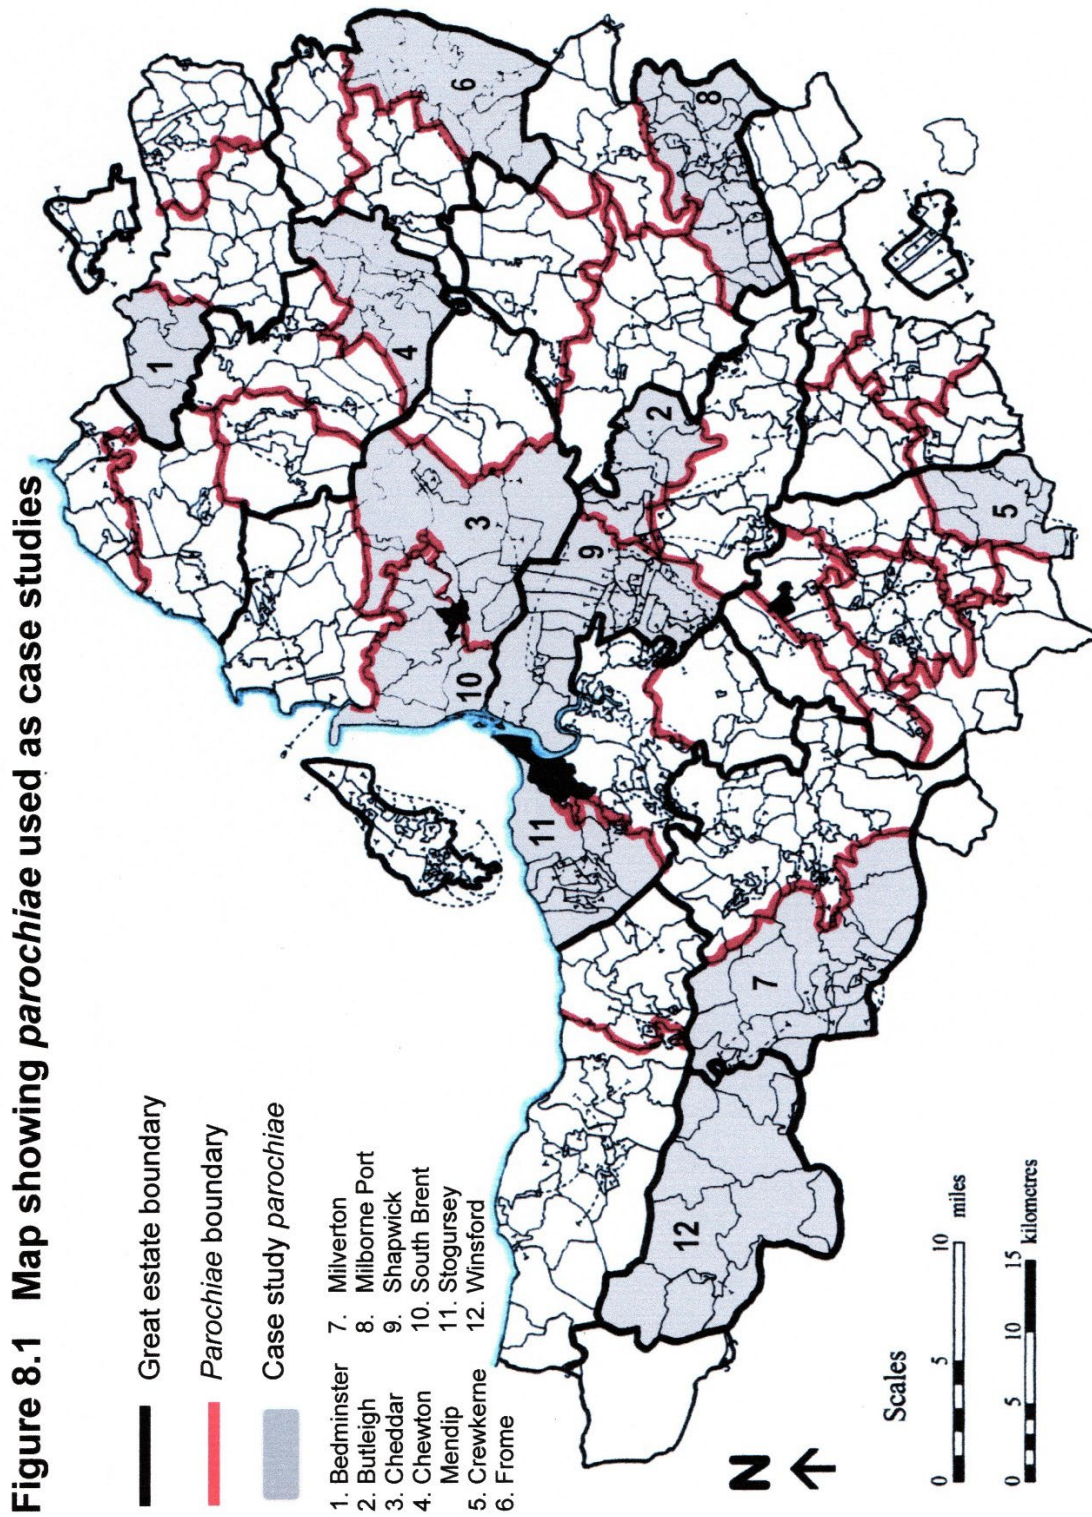 Figure 8.1 Map showing parochiae used as case studies
Great estate boundary
Parochiae boundary
Case study parochiae
1. Bedminster
2. Butleigh
3. Cheddar
4. Chewton
Mendip
5. Crewkerne
6. Frome
7. Milverton
8. Milborne Port
9. Shapwick
10. South Brent
11. Stogursey
12. Winsford
N
Scales
0 5 10
miles
0 5 10 15
kilometres
1
2
3
4
5
6
7
8
9
10
11
12